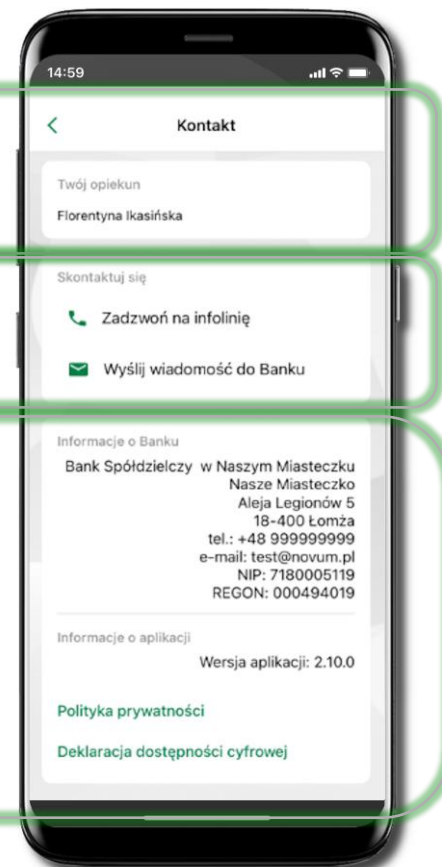 14:59
Kontakt
Twój opiekun
Florentyna Ikasińska
Skontaktuj się
Zadzwoń na infolinię
Wyślij wiadomość do Banku
Informacje o Banku
Bank Spółdzielczy w Naszym Miasteczku
Nasze Miasteczko
Aleja Legionów 5
18-400 Łomża
tel.: +48 999999999
e-mail: test@novum.pl
NIP: 7180005119
REGON: 000494019
Informacje o aplikacji
Wersja aplikacji: 2.10.0
Polityka prywatności
Deklaracja dostępności cyfrowej